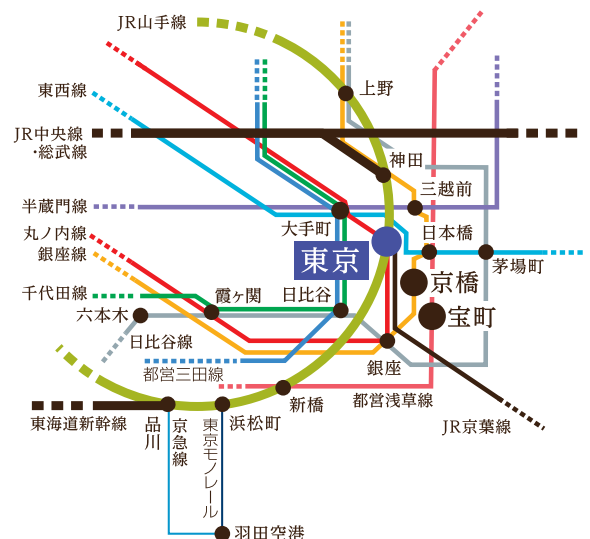 JR山手線
上野
東西線
JR中央線
・総武線
神田
三越前
半蔵門線
大手町
日本橋
丸ノ内線
銀座線
東京
茅場町
京橋
千代田線
霞ヶ関
日比谷
六本木
宝町
日比谷線
都営三田線
銀座
都営浅草線
新橋
東海道新幹線
品川
京急線
東京モノレール
浜松町
JR京葉線
羽田空港